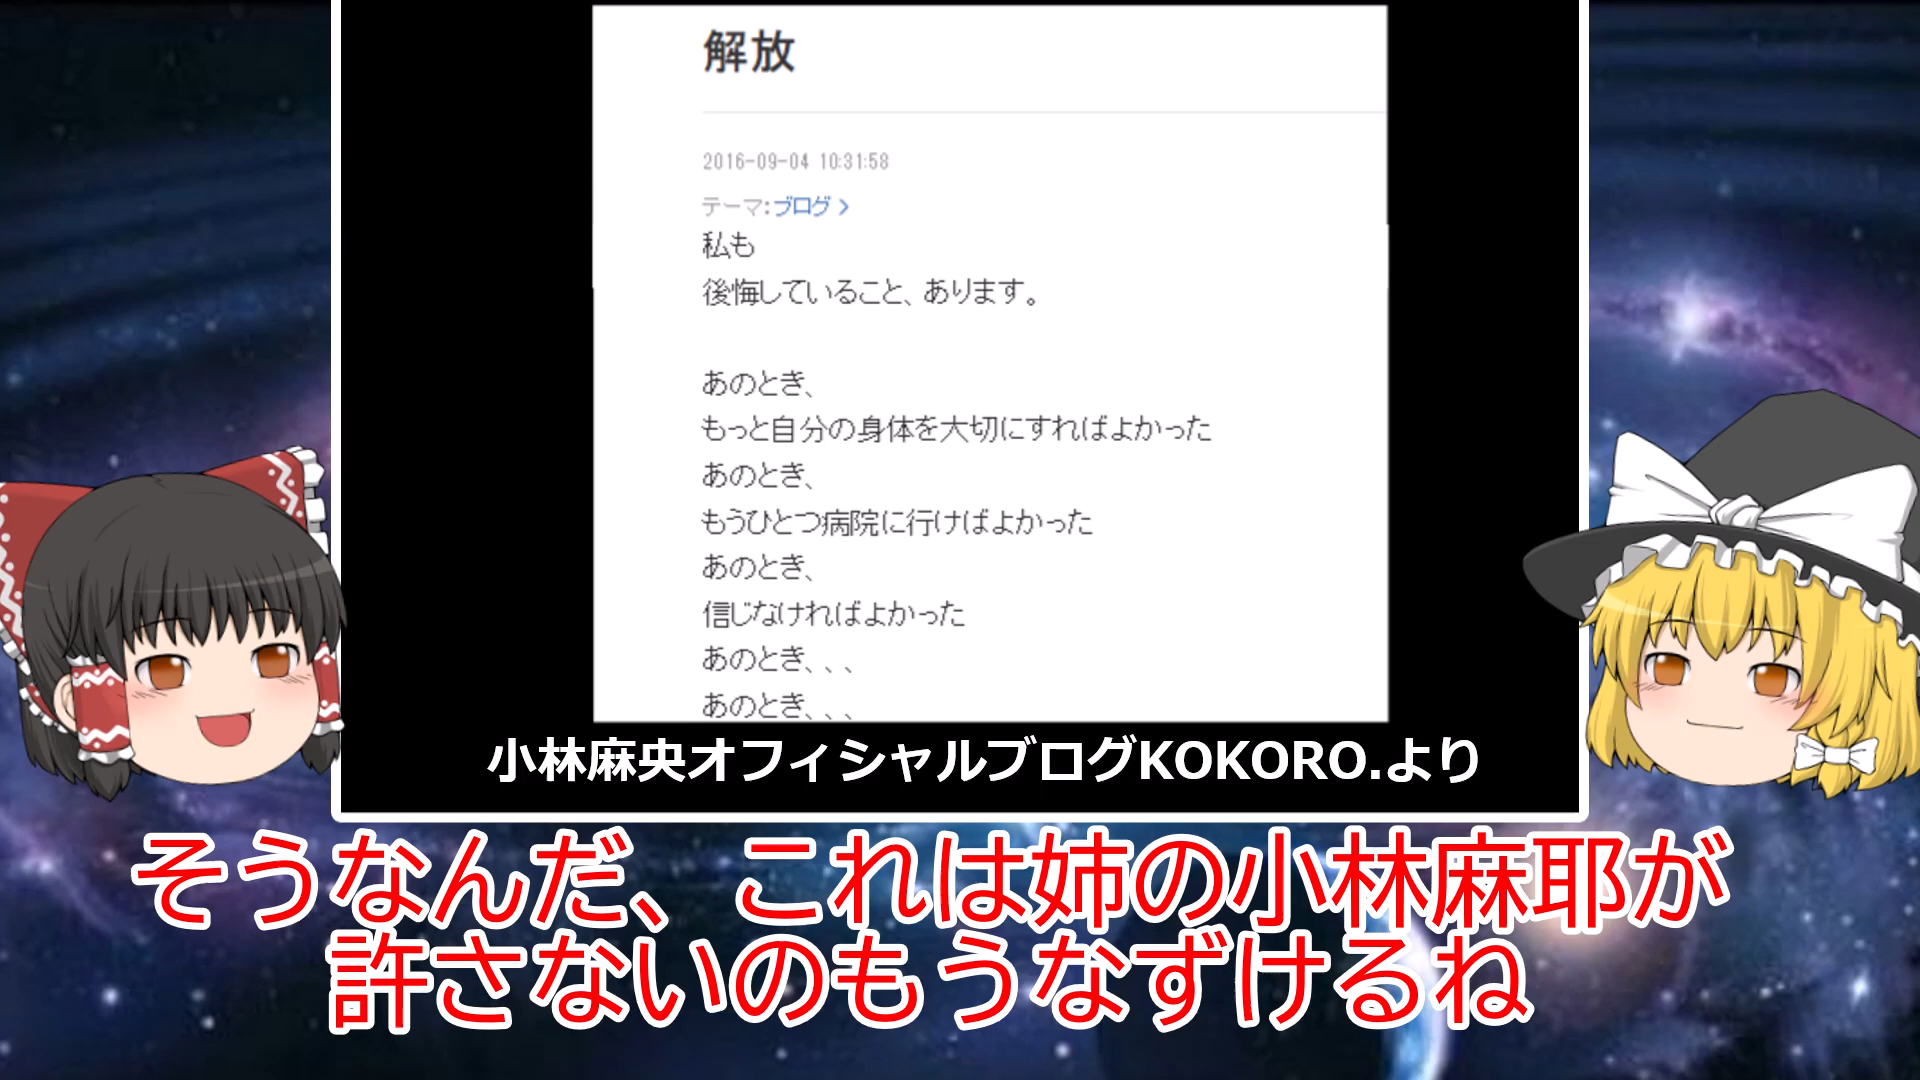 解放
2016-09-04 10:31:58
テーマ:ブログ >
私も
後悔していること、あります。
あのとき、
もっと自分の身体を大切にすればよかった
あのとき、
もうひとつ病院に行けばよかった
あのとき、
信じなければよかった
あのとき、、、
あのとき、、、
小林麻央オフィシャルブログKOKORO.より
そうなんだ、これは姉の小林麻耶が
許さないのもうなずけるね